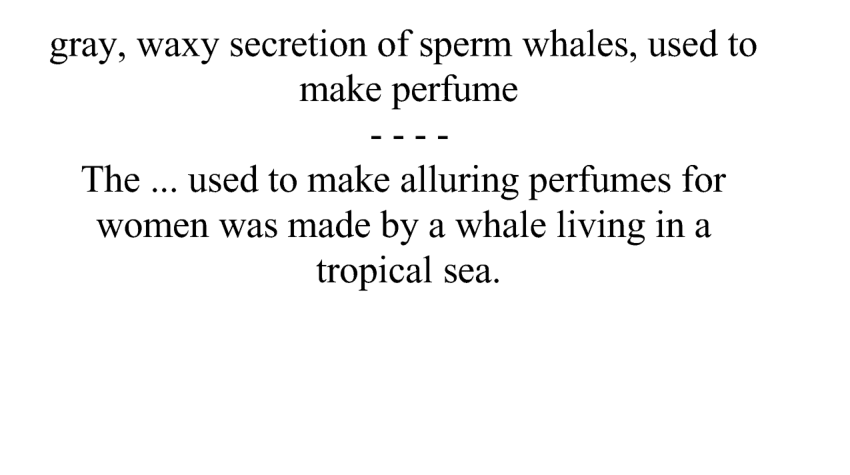 gray, waxy secretion of sperm whales, used to
make perfume
- - - -
The ... used to make alluring perfumes for
women was made by a whale living in a
tropical sea.